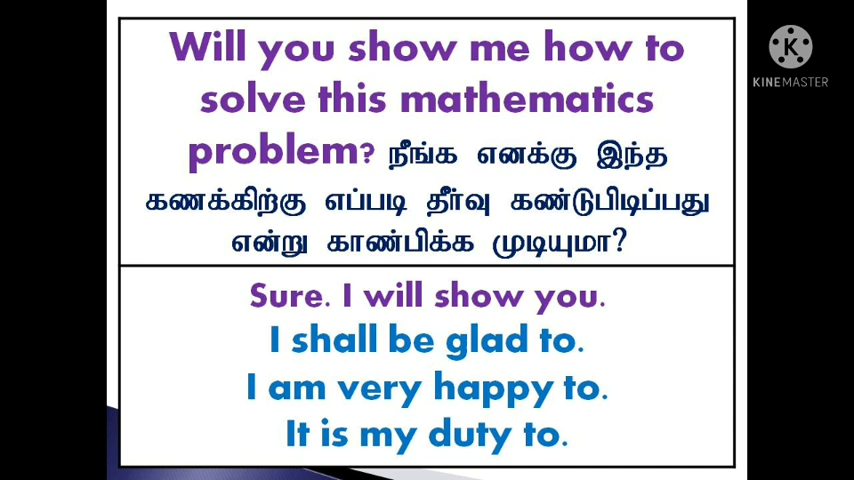 Will you show me how to
solve this mathematics
problem? நீங்க எனக்கு இந்த
கணக்கிற்கு எப்படி தீர்வு கண்டுபிடிப்பது
என்று காண்பிக்க முடியுமா?
Sure. I will show you.
I shall be glad to.
I am very happy to.
It is my duty to.
K
KINEMASTER